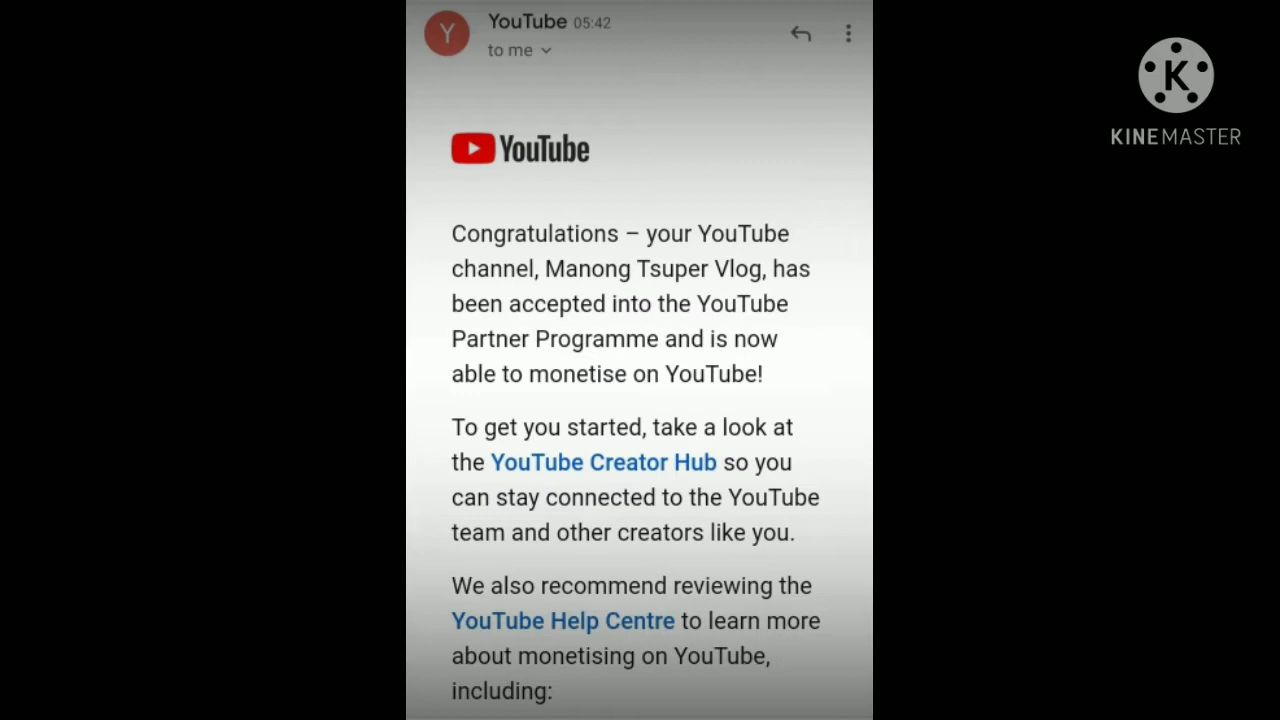 Y
YouTube 05:42
to me
YouTube
Congratulations – your YouTube
channel, Manong Tsuper Vlog, has
been accepted into the YouTube
Partner Programme and is now
able to monetise on YouTube!
To get you started, take a look at
the YouTube Creator Hub so you
can stay connected to the YouTube
team and other creators like you.
We also recommend reviewing the
YouTube Help Centre to learn more
about monetising on YouTube,
including:
K
KINEMASTER